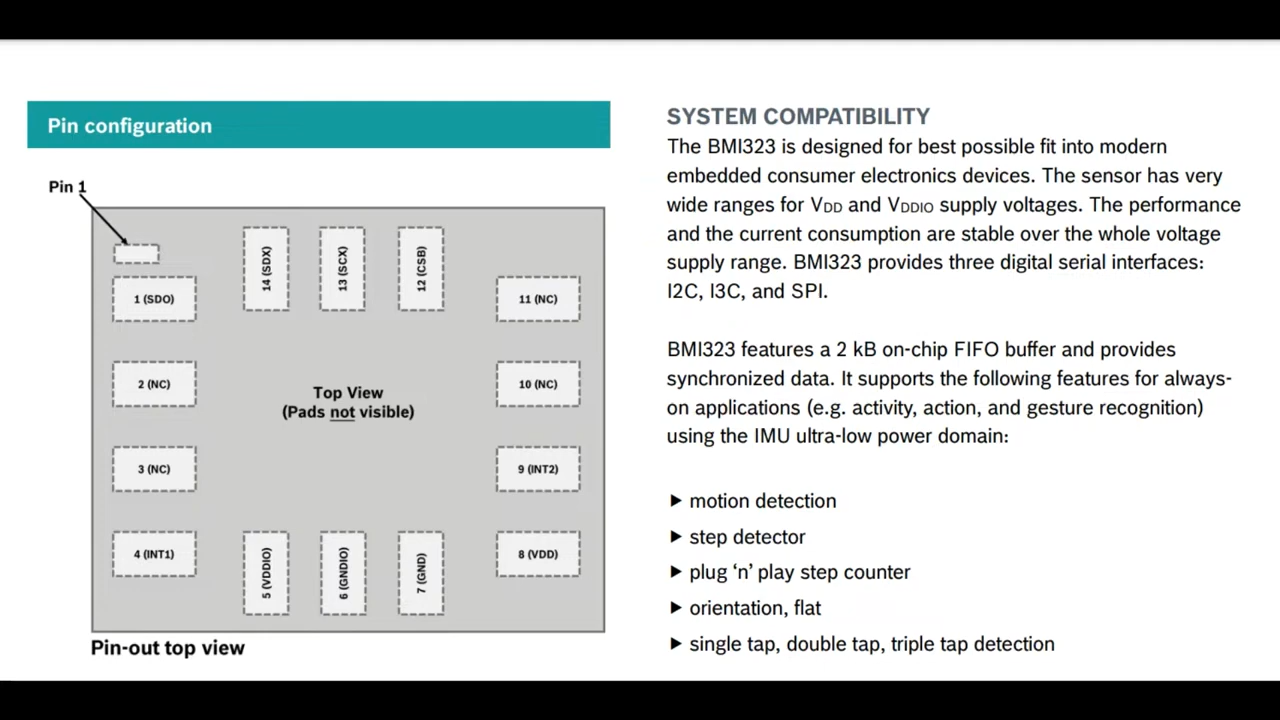 Pin configuration
Pin 1
14 (SDX)
13 (SCX)
12 (CSB)
1 (SDO)
11 (NC)
2 (NC)
10 (NC)
Top View
(Pads not visible)
3 (NC)
9 (INT2)
4 (INT1)
8 (VDD)
5 (VDDIO)
6 (GNDIO)
7 (GND)
Pin-out top view
SYSTEM COMPATIBILITY
The BMI323 is designed for best possible fit into modern
embedded consumer electronics devices. The sensor has very
wide ranges for VDD and VDDIO supply voltages. The performance
and the current consumption are stable over the whole voltage
supply range. BMI323 provides three digital serial interfaces:
I2C, I3C, and SPI.
BMI323 features a 2 kB on-chip FIFO buffer and provides
synchronized data. It supports the following features for always-
on applications (e.g. activity, action, and gesture recognition)
using the IMU ultra-low power domain:
▶ motion detection
▶ step detector
▶ plug ‘n’ play step counter
▶ orientation, flat
▶ single tap, double tap, triple tap detection